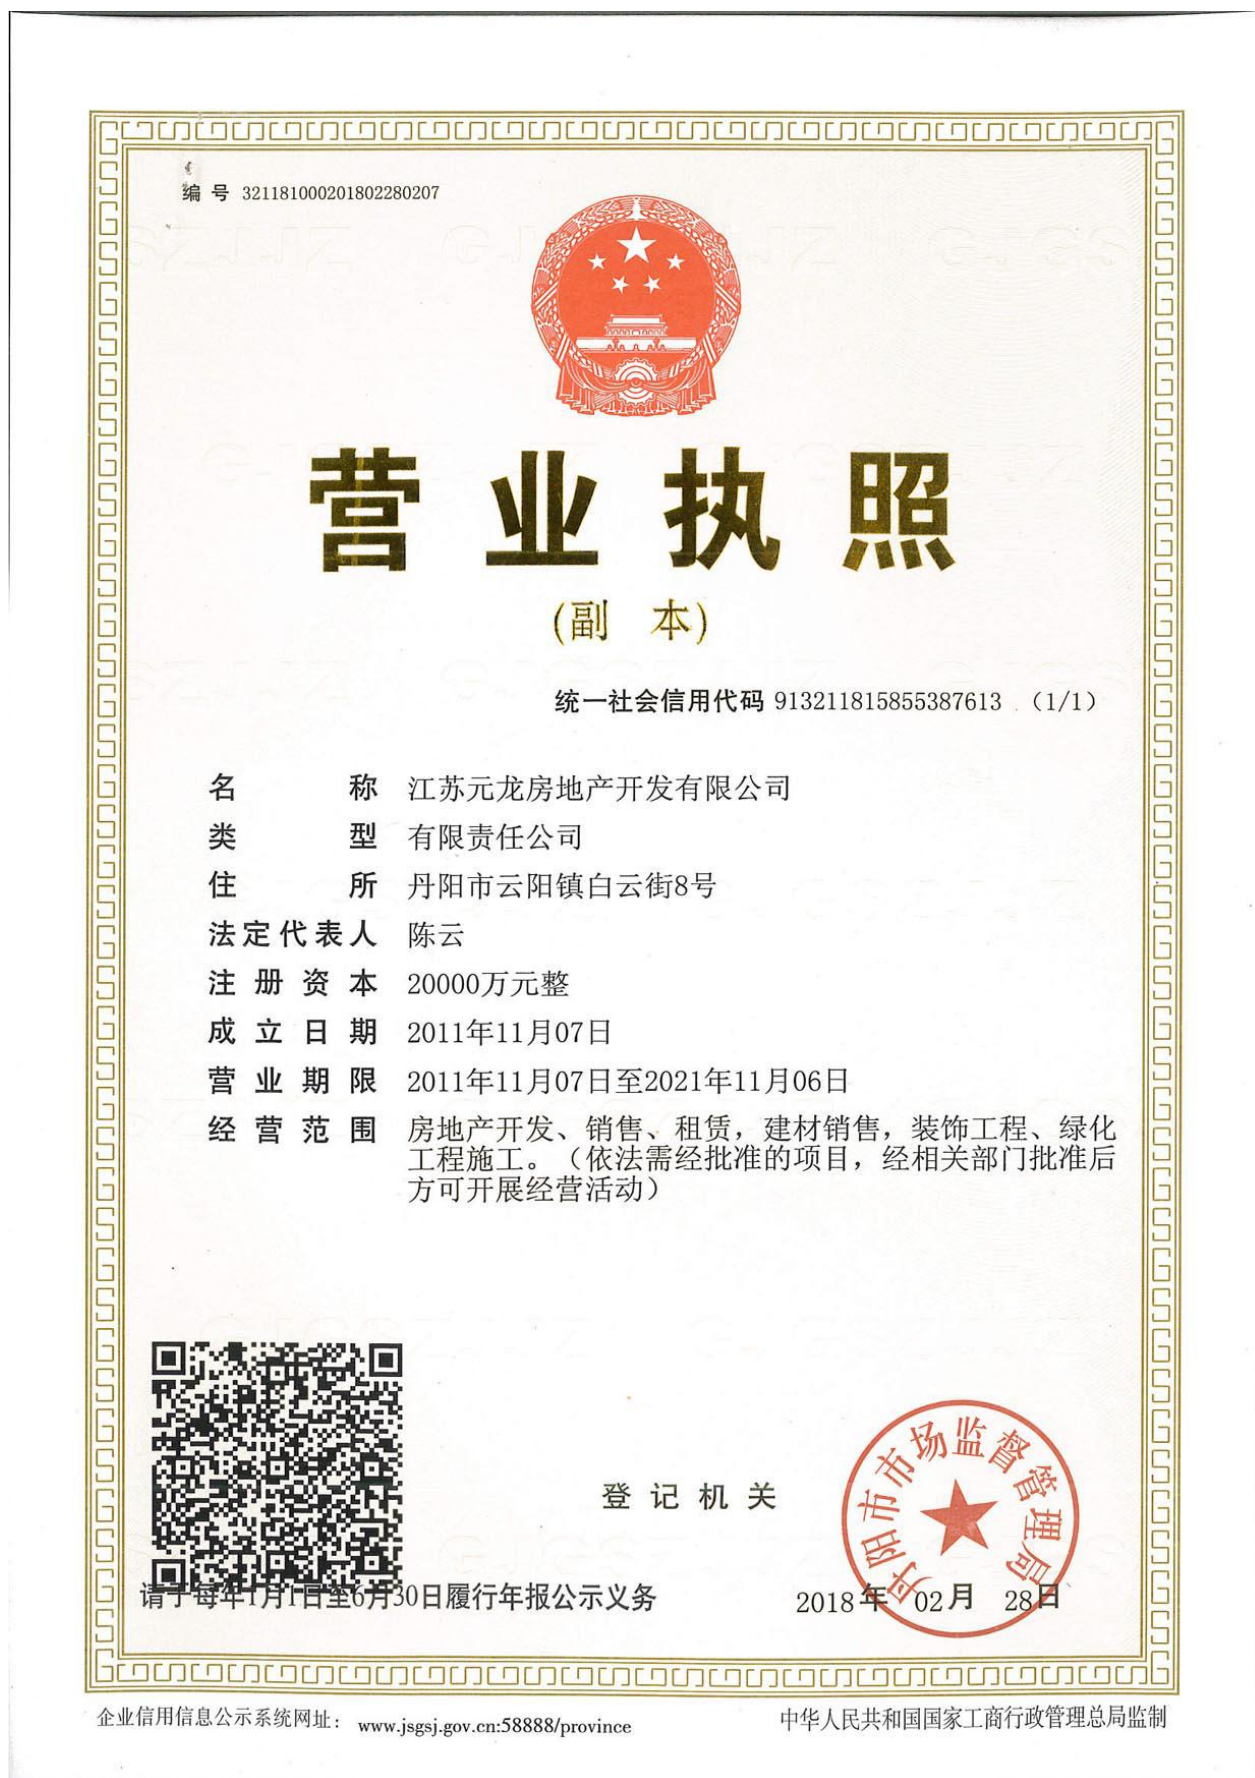 编号 321181000201802280207
营业执照
(副 本)
统一社会信用代码 913211815855387613 (1/1)
名称 江苏元龙房地产开发有限公司
类型 有限责任公司
住所 丹阳市云阳镇白云街8号
法定代表人 陈云
注册资本 20000万元整
成立日期 2011年11月07日
营业期限 2011年11月07日至2021年11月06日
经营范围 房地产开发、销售、租赁，建材销售，装饰工程、绿化
工程施工。（依法需经批准的项目，经相关部门批准后
方可开展经营活动）
登记机关
丹阳市市场监督管理局
请于每年1月1日至6月30日履行年报公示义务
2018年 02月 28日
企业信用信息公示系统网址： www.jsgsj.gov.cn:58888/province
中华人民共和国国家工商行政管理总局监制